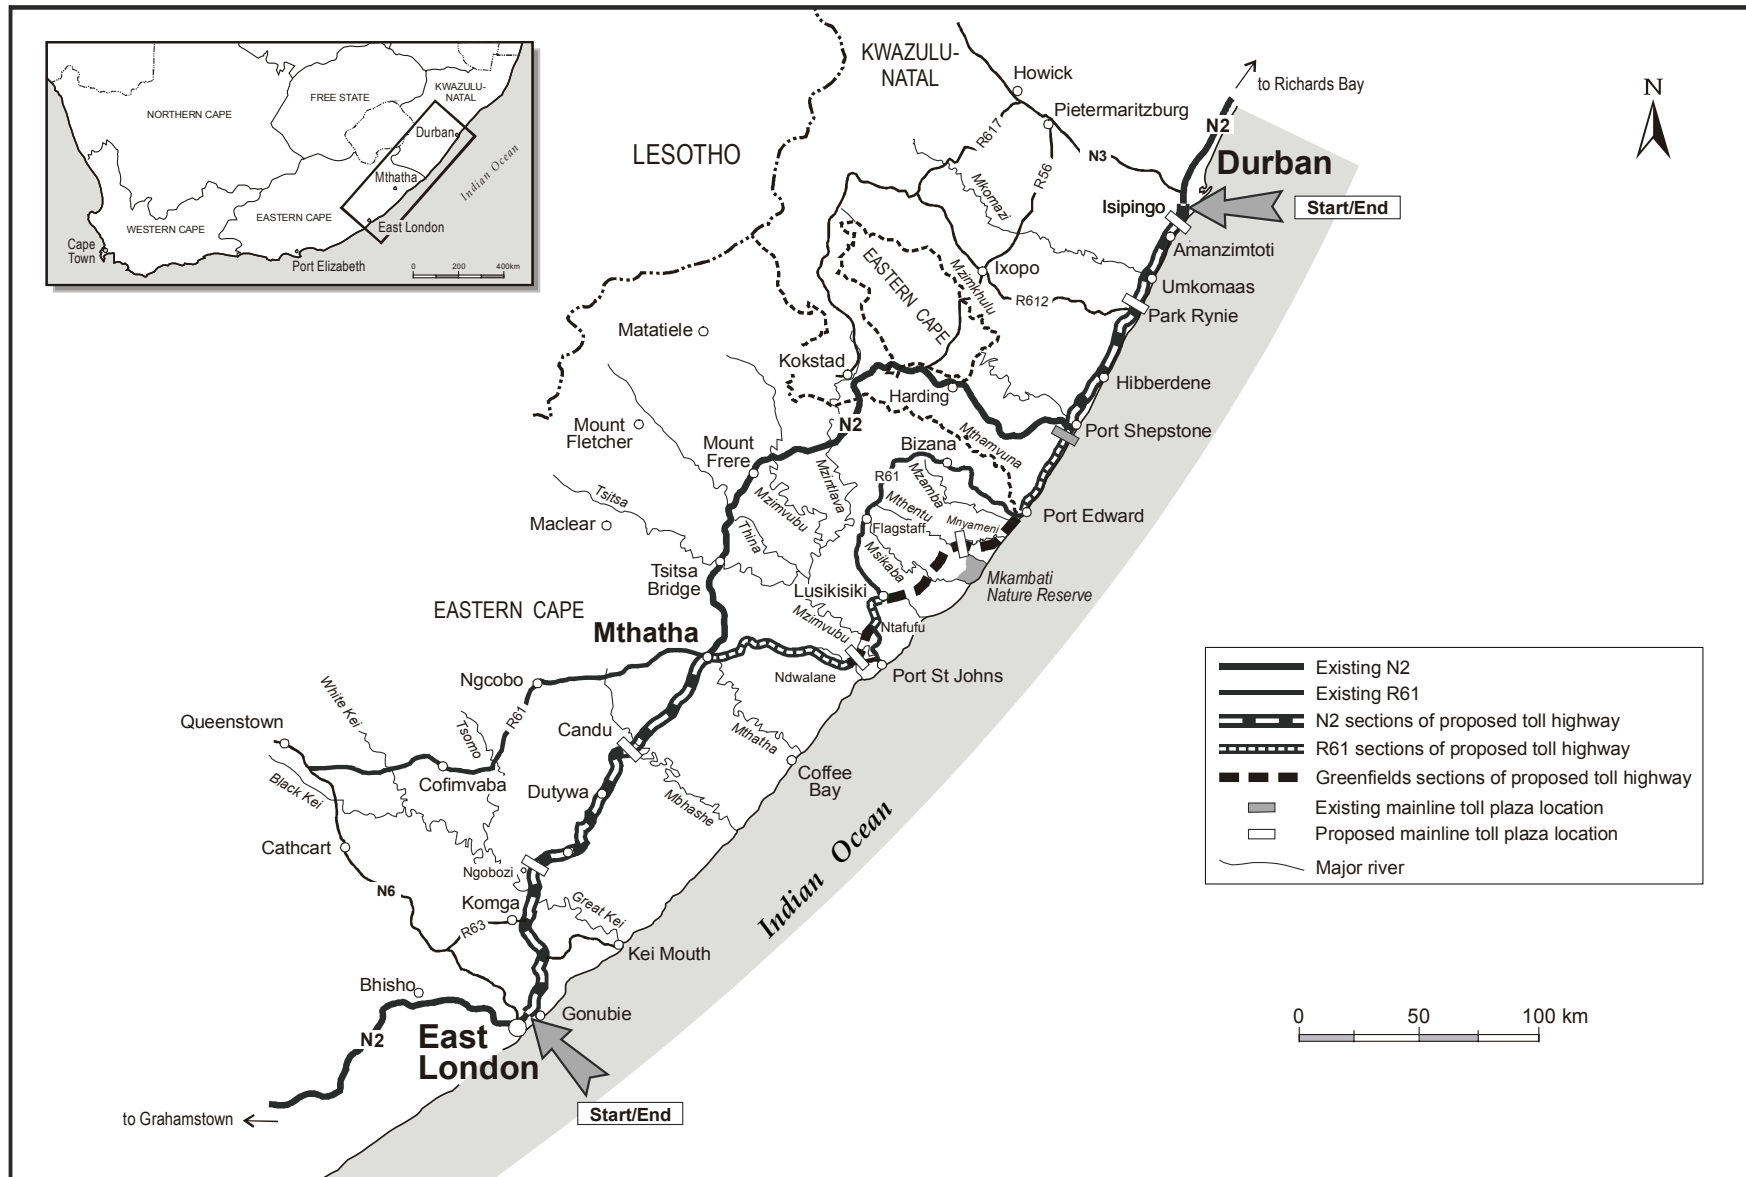 NORTHERN CAPE
FREE STATE
KWAZULU-
NATAL
Durban
Mthatha
Indian Ocean
EASTERN CAPE
WESTERN CAPE
East London
Cape
Town
Port Elizabeth
0 200 400km
KWAZULU-
NATAL
Howick
to Richards Bay
N
Pietermaritzburg
N2
R617
N3
LESOTHO
Durban
R56
Mkomazi
Isipingo
Start/End
Amanzimtoti
EASTERN CAPE
Mzimkhulu
Ixopo
Umkomaas
R612
Park Rynie
Matatiele
Kokstad
Hibberdene
Harding
Mount
Fletcher
N2
Port Shepstone
Mount
Frere
Bizana
Mthamvuna
R61
Mzintlava
Mzamba
Mzimvubu
Mthentu
Tsitsa
Maclear
Thina
Flagstaff
Mnyameni
Port Edward
Msikaba
Tsitsa
Bridge
Lusikisiki
Mkambati
Nature Reserve
EASTERN CAPE
Mzimvubu
Ntafufu
Mthatha
Ngcobo
Ndwalane
Port St Johns
White Kei
R61
Queenstown
Tsomo
Candu
Mthatha
Coffee
Bay
Black Kei
Cofimvaba
Dutywa
Mbhashe
Cathcart
Ngobozi
N6
Komga
Great Kei
R63
Kei Mouth
Indian Ocean
Bhisho
Gonubie
N2
East
London
to Grahamstown
Start/End
Existing N2
Existing R61
N2 sections of proposed toll highway
R61 sections of proposed toll highway
Greenfields sections of proposed toll highway
Existing mainline toll plaza location
Proposed mainline toll plaza location
Major river
0 50 100 km